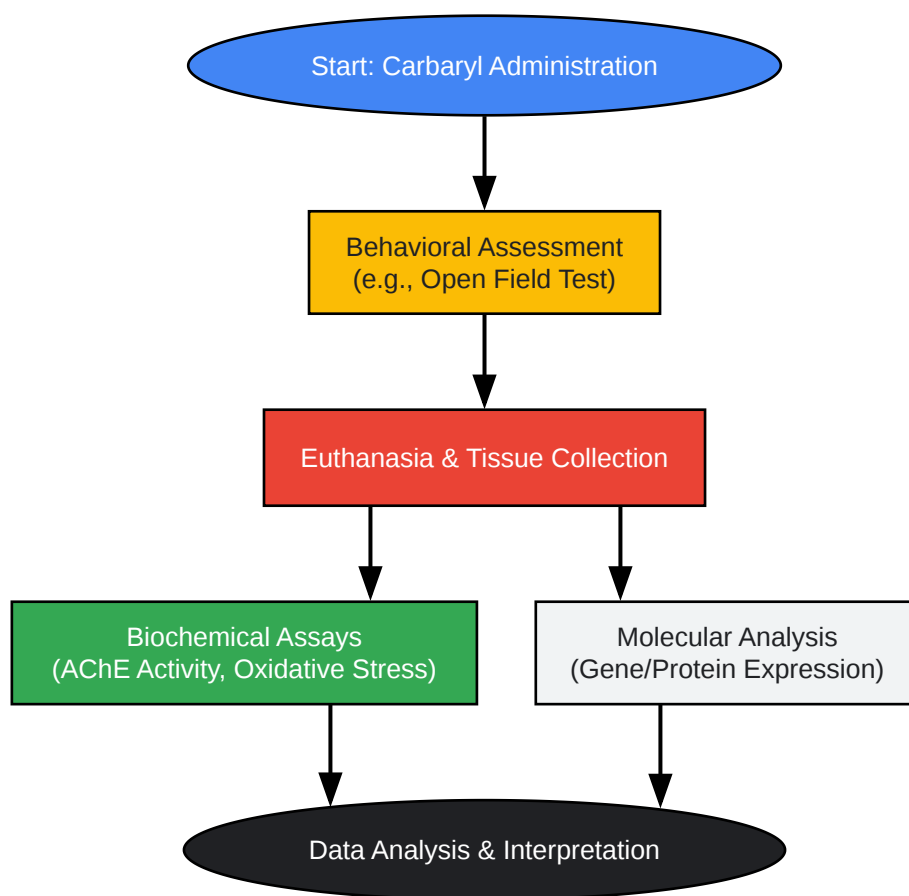 Start: Carbaryl Administration
Behavioral Assessment
(e.g., Open Field Test)
Euthanasia & Tissue Collection
Biochemical Assays
(AChE Activity, Oxidative Stress)
Molecular Analysis
(Gene/Protein Expression)
Data Analysis & Interpretation